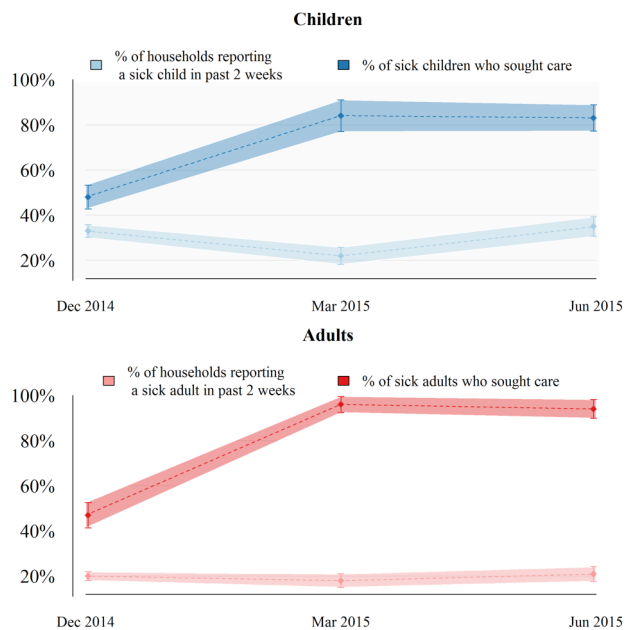 Children
% of households reporting
a sick child in past 2 weeks
% of sick children who sought care
100%
80%
60%
40%
20%
Dec 2014
Mar 2015
Jun 2015
Adults
% of households reporting
a sick adult in past 2 weeks
% of sick adults who sought care
100%
80%
60%
40%
20%
Dec 2014
Mar 2015
Jun 2015